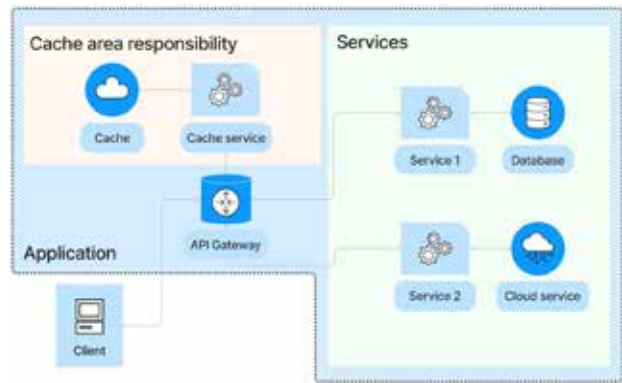 Cache area responsibility
Services
Cache
Cache service
Service 1
Database
API Gateway
Application
Service 2
Cloud service
Client